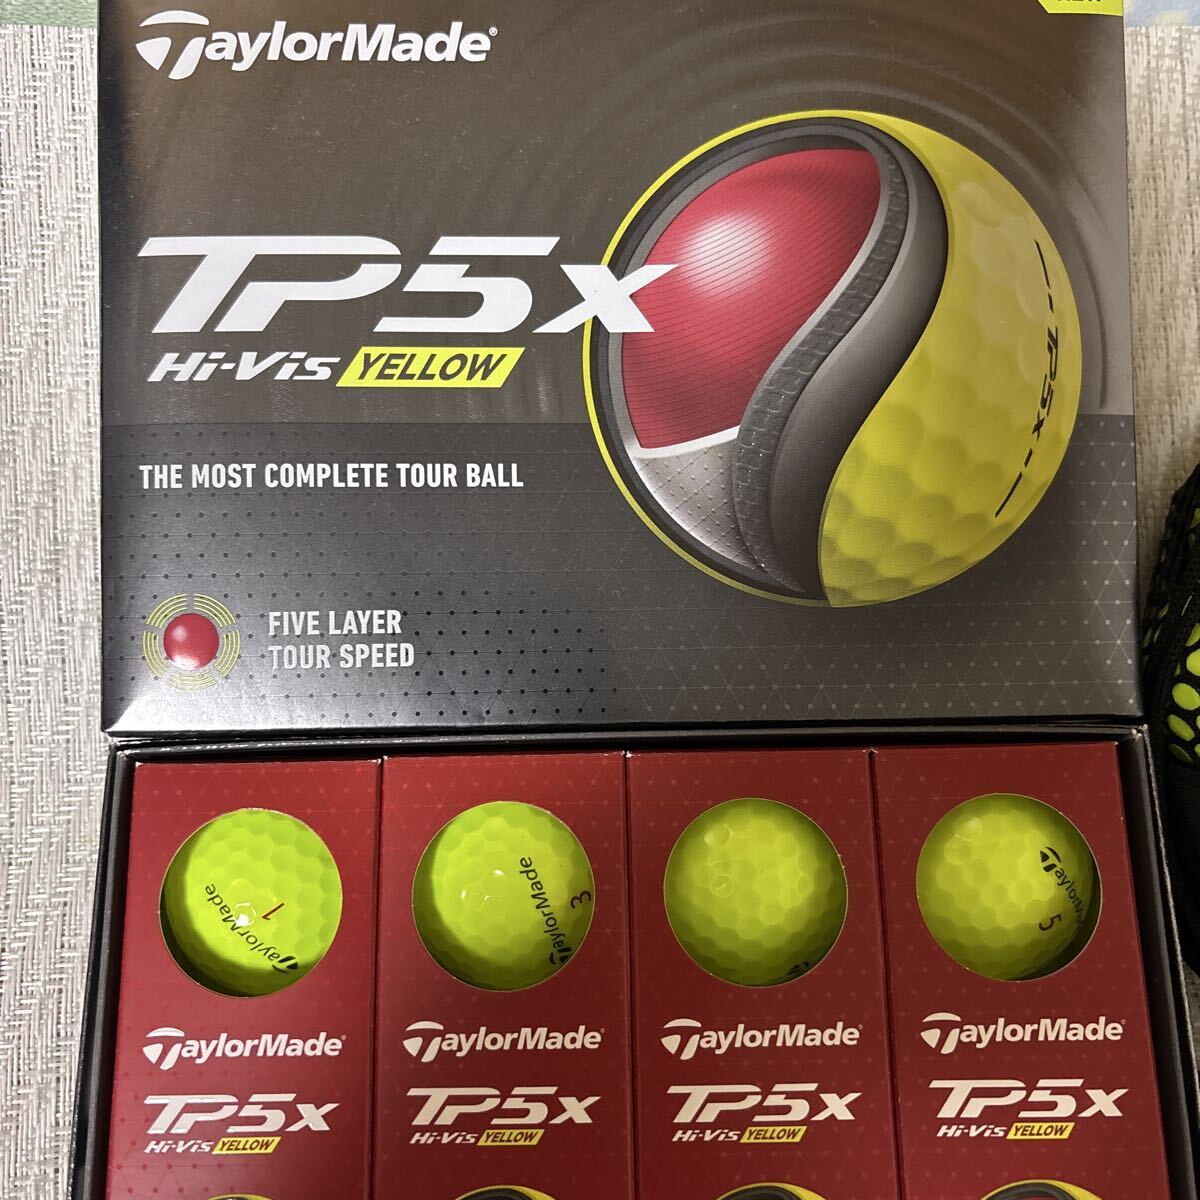 TaylorMade
TP5x
Hi-Vis YELLOW
THE MOST COMPLETE TOUR BALL
FIVE LAYER
TOUR SPEED
TP5x
1
TaylorMade
3
TaylorMade
TaylorMade
5
TaylorMade
TP5x
Hi-Vis YELLOW
TaylorMade
TP5x
Hi-Vis YELLOW
TaylorMade
TP5x
Hi-Vis YELLOW
TaylorMade
TP5x
Hi-Vis YELLOW